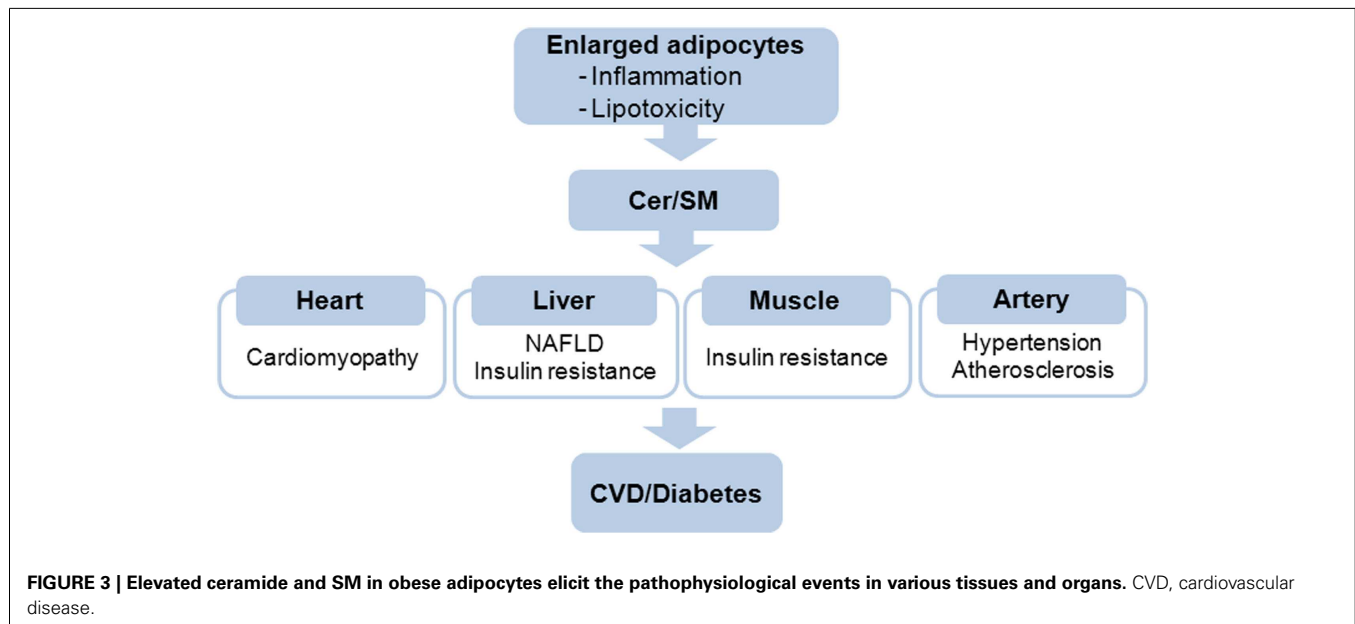 Enlarged adipocytes
- Inflammation
- Lipotoxicity
Cer/SM
Heart
Cardiomyopathy
Liver
NAFLD
Insulin resistance
Muscle
Insulin resistance
Artery
Hypertension
Atherosclerosis
CVD/Diabetes
FIGURE 3 | Elevated ceramide and SM in obese adipocytes elicit the pathophysiological events in various tissues and organs. CVD, cardiovascular
disease.